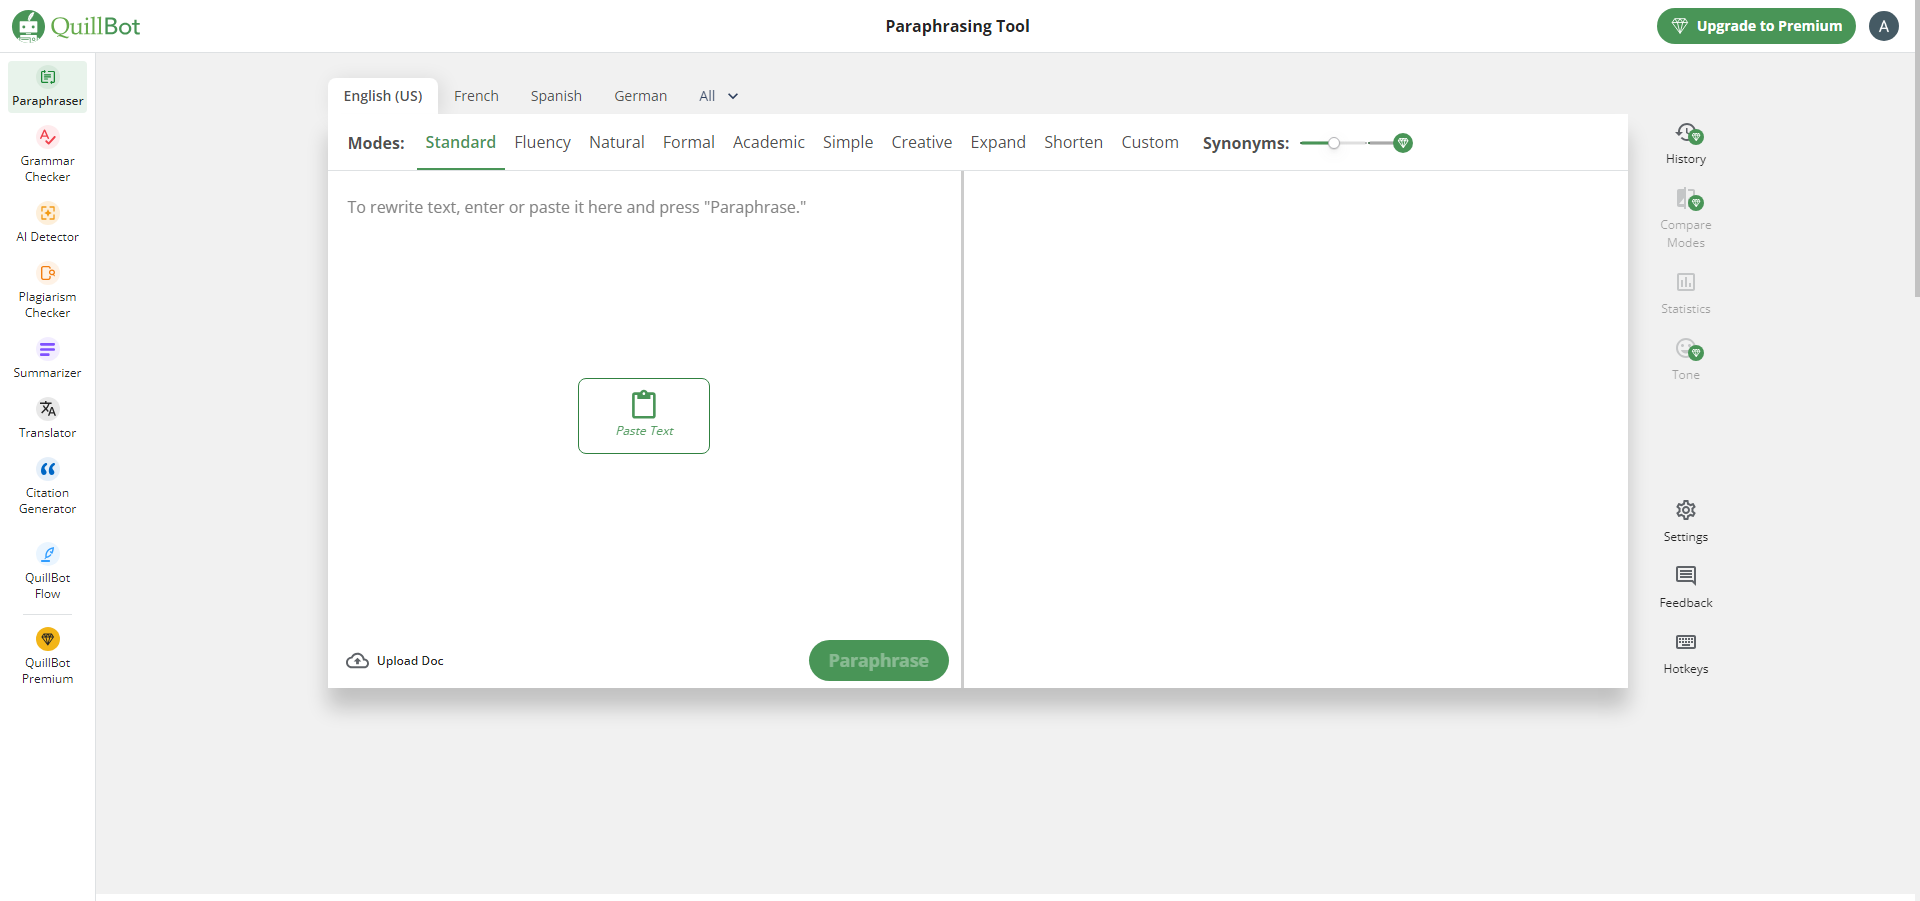 QuillBot
Paraphrasing Tool
Upgrade to Premium
A
Paraphraser
Grammar
Checker
AI Detector
Plagiarism
Checker
Summarizer
Translator
Citation
Generator
QuillBot
Flow
QuillBot
Premium
English (US) French Spanish German All
Modes: Standard Fluency Natural Formal Academic Simple Creative Expand Shorten Custom Synonyms:
To rewrite text, enter or paste it here and press "Paraphrase."
Paste Text
Upload Doc
Paraphrase
History
Compare
Modes
Statistics
Tone
Settings
Feedback
Hotkeys